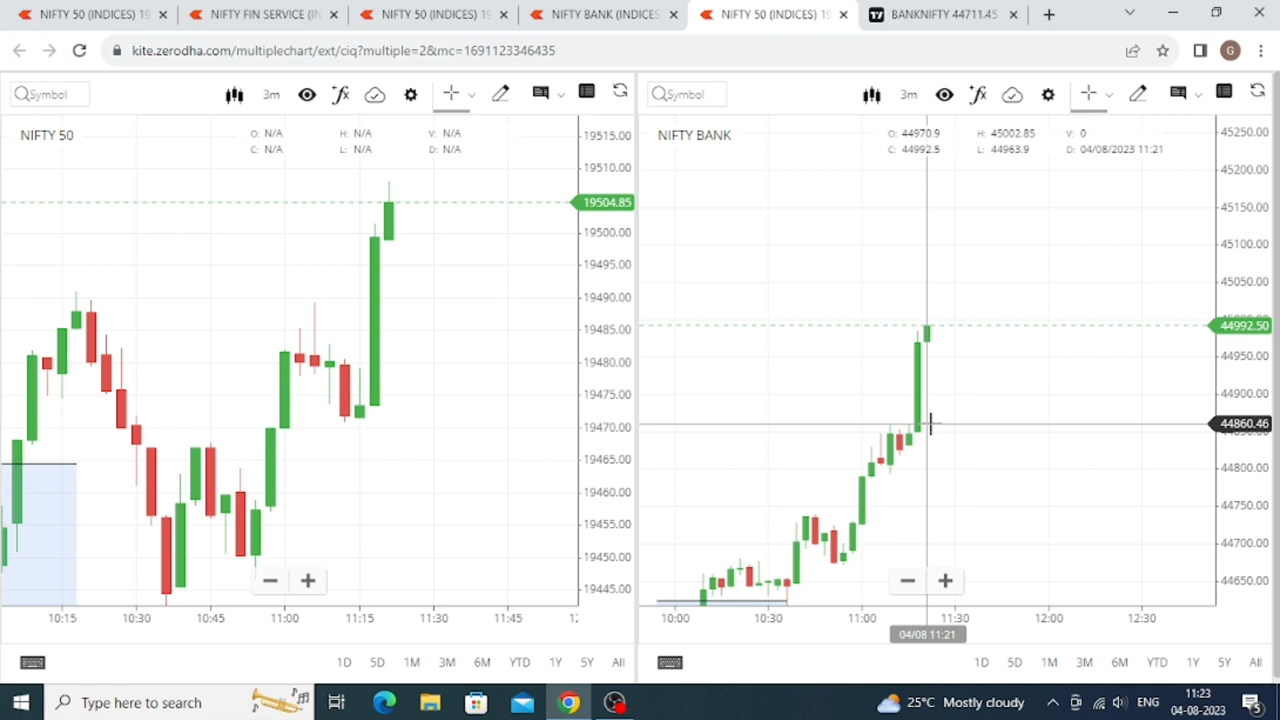 NIFTY 50 (INDICES) 19
NIFTY FIN SERVICE (IN
NIFTY 50 (INDICES) 19
NIFTY BANK (INDICES
NIFTY 50 (INDICES) 19
BANKNIFTY 44711.45
kite.zerodha.com/multiplechart/ext/ciq?multiple=2&mc=1691123346435
G
Symbol
3m
Symbol
3m
NIFTY 50
O: N/A H: N/A V: N/A
C: N/A L: N/A D: N/A
NIFTY BANK
O: 44970.9 H: 45002.85 V: 0
C: 44992.5 L: 44963.9 D: 04/08/2023 11:21
19515.00
19510.00
19504.85
19500.00
19495.00
19490.00
19485.00
19480.00
19475.00
19470.00
19465.00
19460.00
19455.00
19450.00
19445.00
45250.00
45200.00
45150.00
45100.00
45050.00
44992.50
44950.00
44900.00
44860.46
44800.00
44750.00
44700.00
44650.00
10:15 10:30 10:45 11:00 11:15 11:30 11:45
10:00 10:30 11:00 11:30 12:00 12:30
04/08 11:21
1D 5D 1M 3M 6M YTD 1Y 5Y All
1D 5D 1M 3M 6M YTD 1Y 5Y All
Type here to search
25°C Mostly cloudy
ENG
11:23
04-08-2023
5